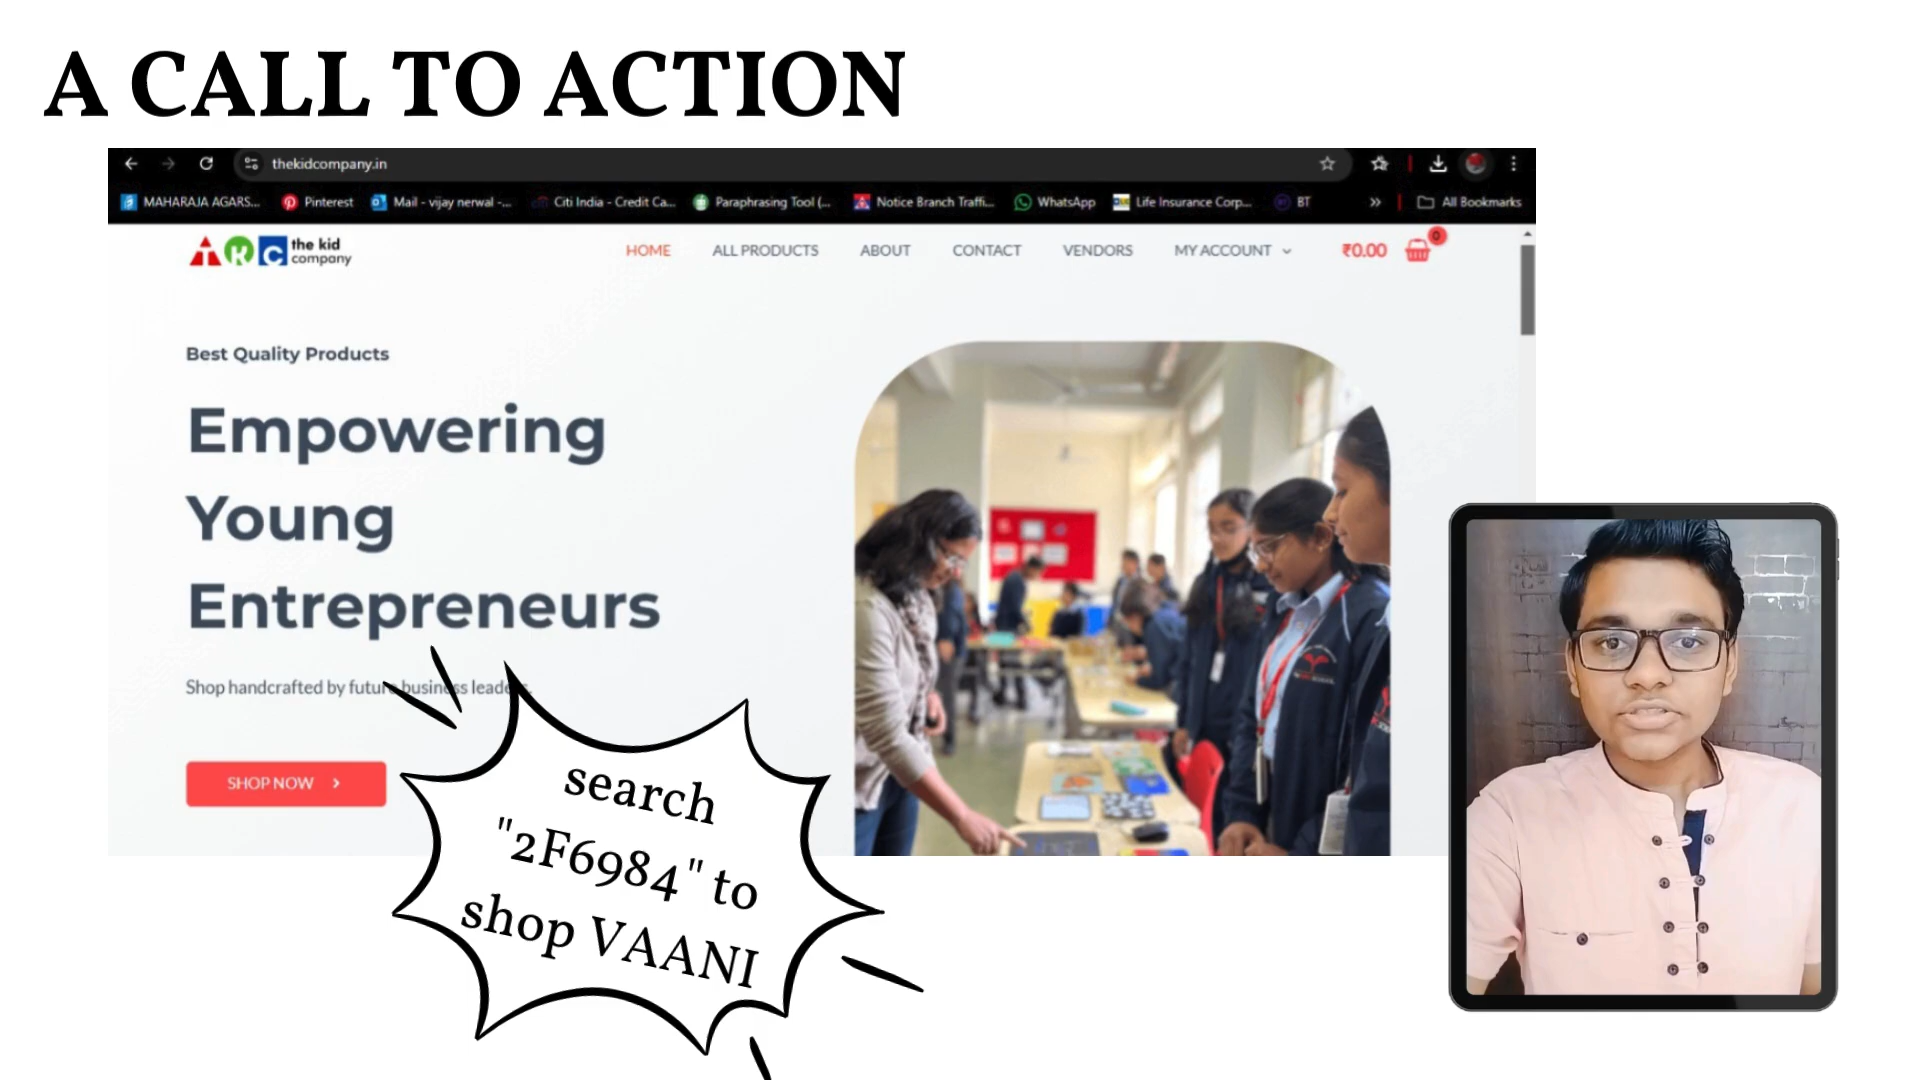 A CALL TO ACTION
thekidcompany.in
MAHARAJA AGARS... Pinterest Mail - vijay nerwal -... Citi India - Credit Ca... Paraphrasing Tool (... Notice Branch Traffi... WhatsApp Life Insurance Corp... BT » All Bookmarks
the kid
company
HOME ALL PRODUCTS ABOUT CONTACT VENDORS MY ACCOUNT ₹0.00 0
Best Quality Products
Empowering
Young
Entrepreneurs
Shop handcrafted by future business
SHOP NOW
search
"2F6984" to
shop VAANI